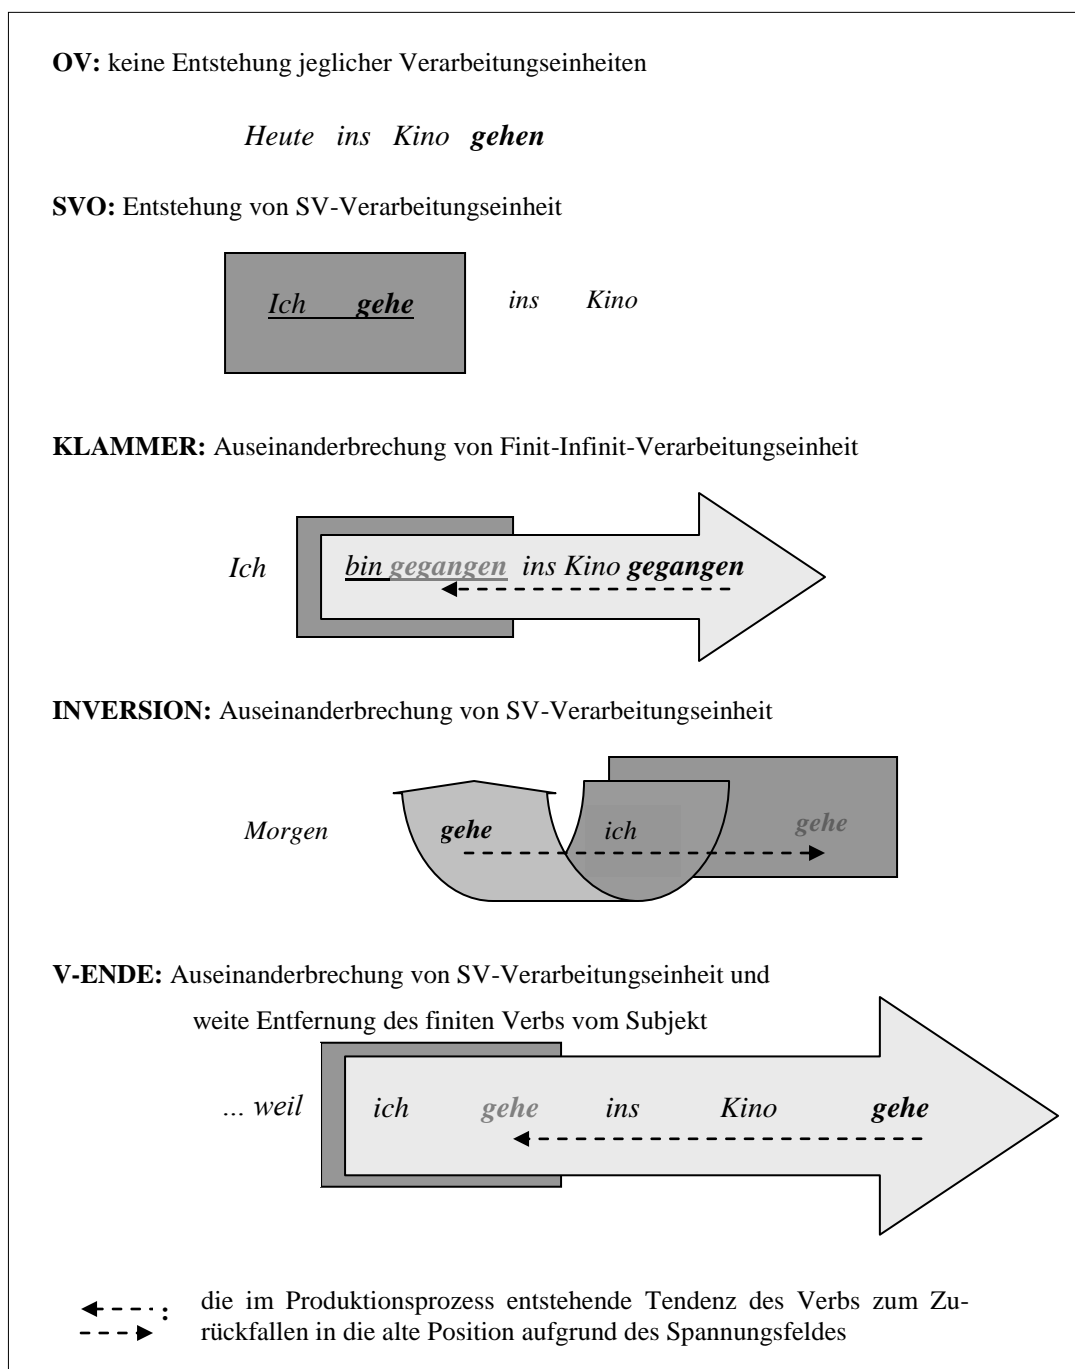 OV: keine Entstehung jeglicher Verarbeitungseinheiten
Heute ins Kino gehen
SVO: Entstehung von SV-Verarbeitungseinheit
Ich gehe ins Kino
KLAMMER: Auseinanderbrechung von Finit-Infinit-Verarbeitungseinheit
Ich bin gegangen ins Kino gegangen
INVERSION: Auseinanderbrechung von SV-Verarbeitungseinheit
Morgen gehe ich gehe
V-ENDE: Auseinanderbrechung von SV-Verarbeitungseinheit und
weite Entfernung des finiten Verbs vom Subjekt
... weil ich gehe ins Kino gehe
: die im Produktionsprozess entstehende Tendenz des Verbs zum Zu-
rückfallen in die alte Position aufgrund des Spannungsfeldes